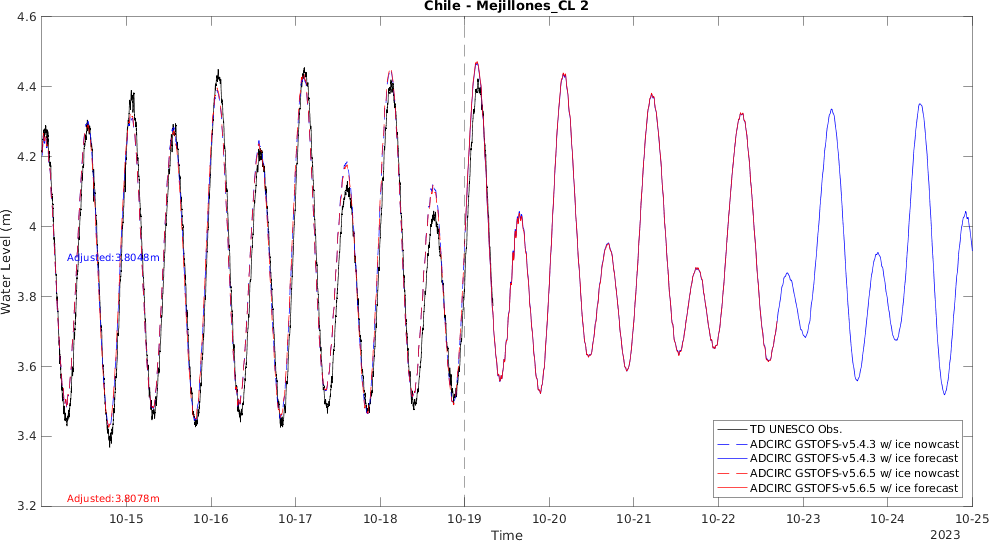 Chile - Mejillones_CL 2
4.6
4.4
4.2
4
3.8
3.6
3.4
3.2
Water Level (m)
Adjusted:3.8048m
Adjusted:3.8078m
TD UNESCO Obs.
ADCIRC GSTOFS-v5.4.3 w/ ice nowcast
ADCIRC GSTOFS-v5.4.3 w/ ice forecast
ADCIRC GSTOFS-v5.6.5 w/ ice nowcast
ADCIRC GSTOFS-v5.6.5 w/ ice forecast
10-15 10-16 10-17 10-18 10-19 10-20 10-21 10-22 10-23 10-24 10-25
Time
2023